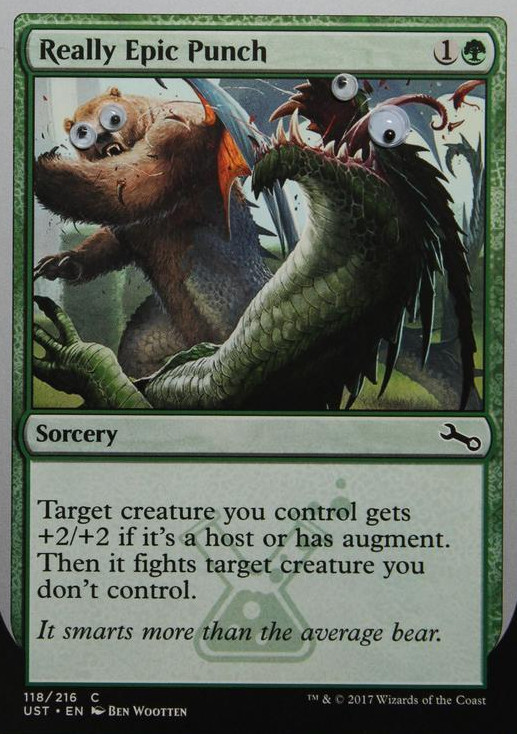 Really Epic Punch 1
Sorcery
Target creature you control gets
+2/+2 if it's a host or has augment.
Then it fights target creature you
don't control.
It smarts more than the average bear.
118/216 C
UST • EN Ben Wootten
™ & © 2017 Wizards of the Coast